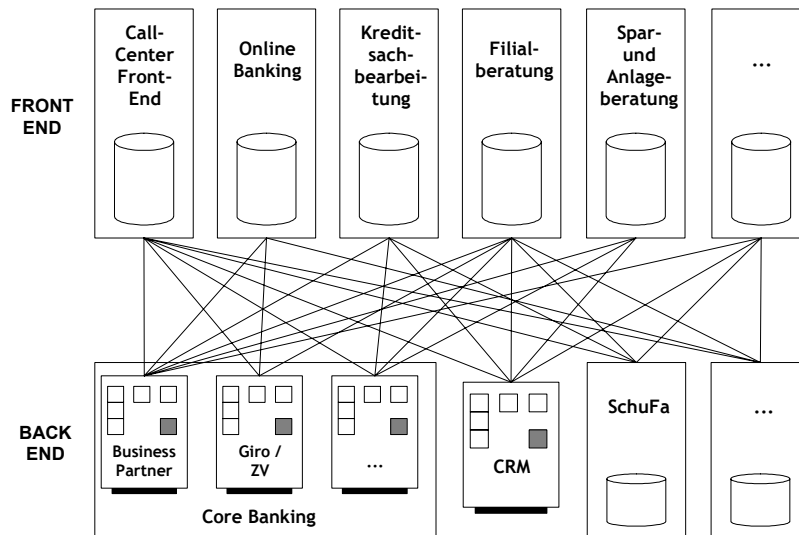 Call-
Center
Front-
End
Online
Banking
Kredit-
sach-
bearbei-
tung
Filial-
beratung
Spar-
und
Anlage-
beratung
...
FRONT
END
BACK
END
Business
Partner
Giro /
ZV
...
CRM
SchuFa
...
Core Banking